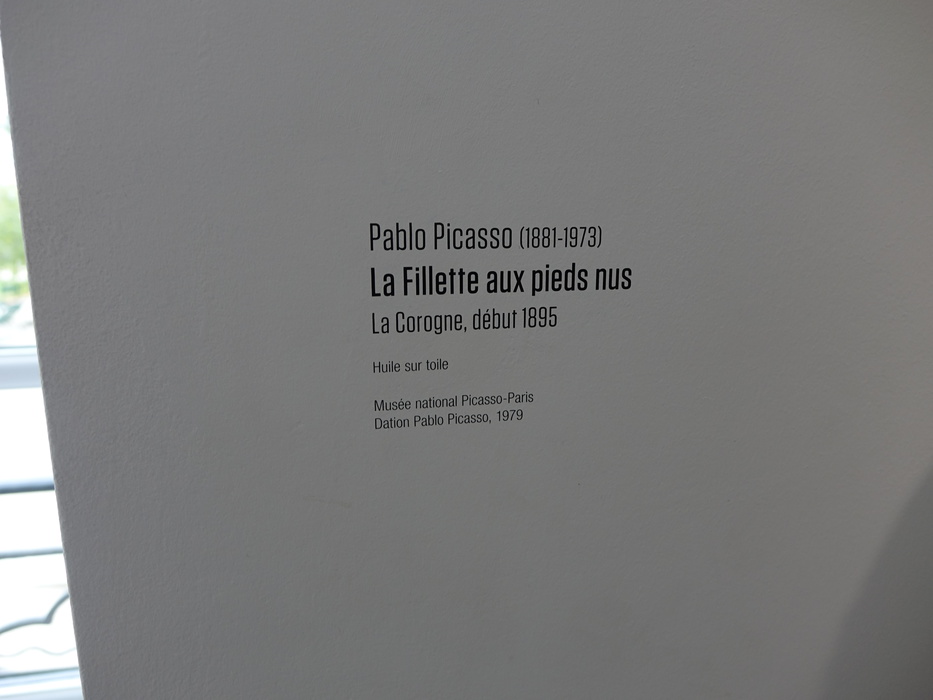 Pablo Picasso (1881-1973)
La Fillette aux pieds nus
La Corogne, début 1895
Huile sur toile
Musée national Picasso-Paris
Dation Pablo Picasso, 1979